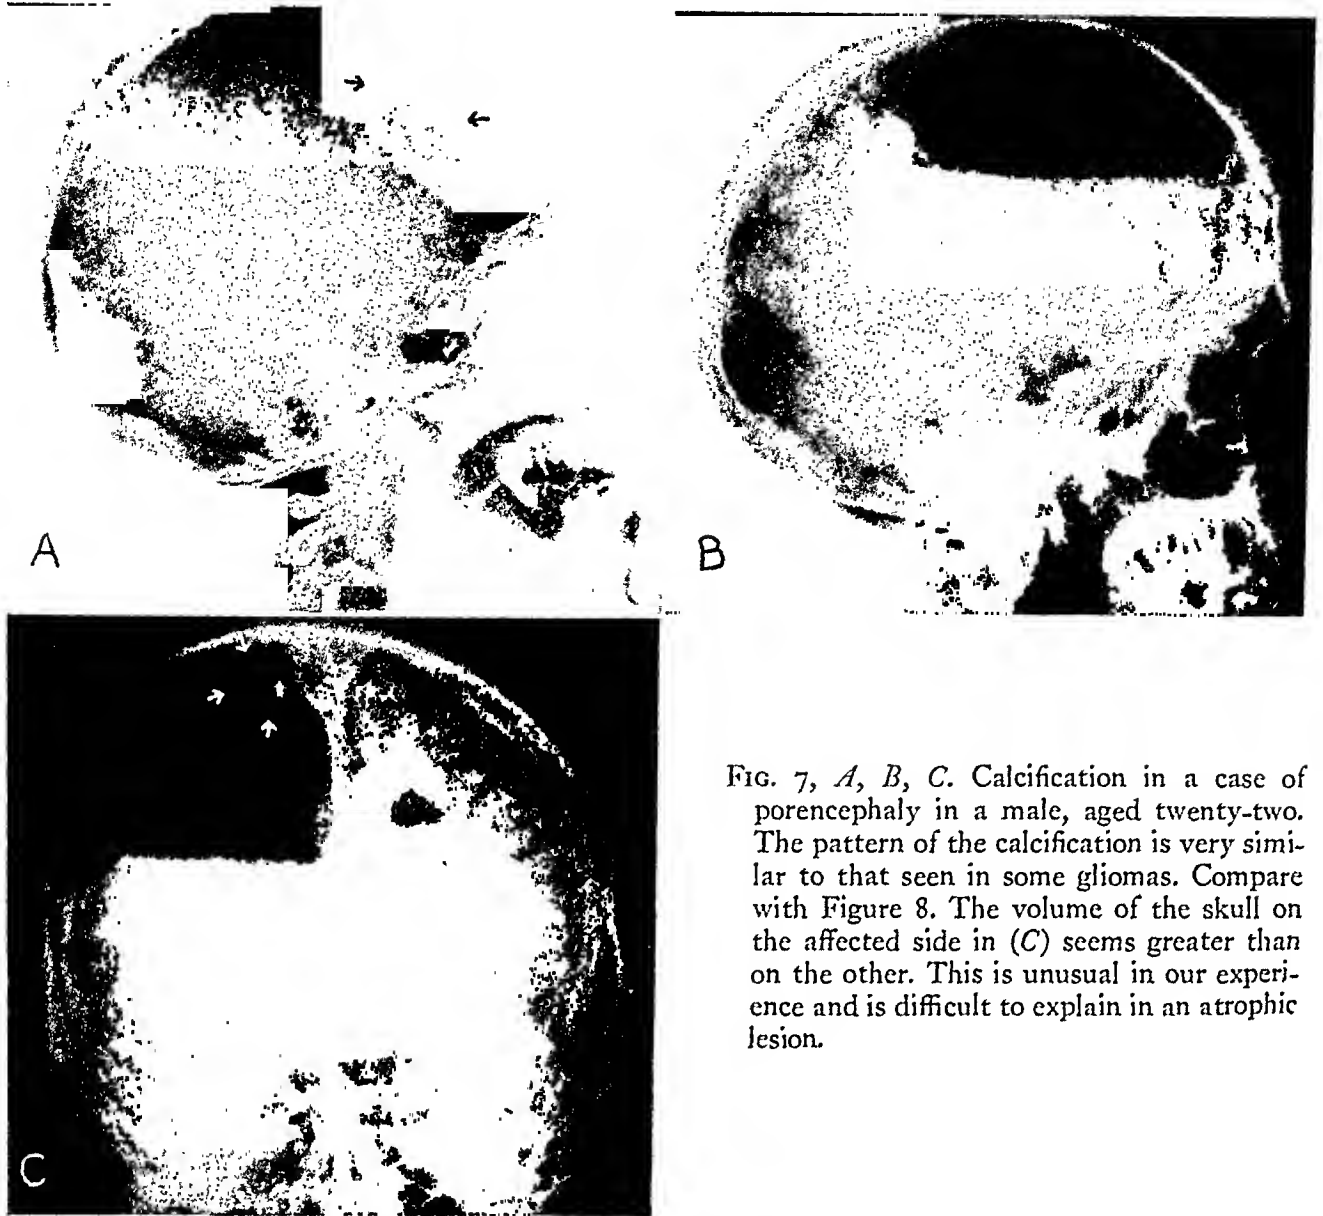 A
B
C
FIG. 7, A, B, C. Calcification in a case of
porencephaly in a male, aged twenty-two.
The pattern of the calcification is very simi-
lar to that seen in some gliomas. Compare
with Figure 8. The volume of the skull on
the affected side in (C) seems greater than
on the other. This is unusual in our experi-
ence and is difficult to explain in an atrophic
lesion.